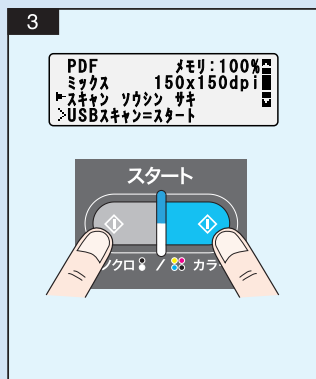 3
PDF メモリ:100%
ミックス 150x150dpi
スキャン ソウシン サキ
>USBスキャン=スタート
スタート
ノクロ / カラ